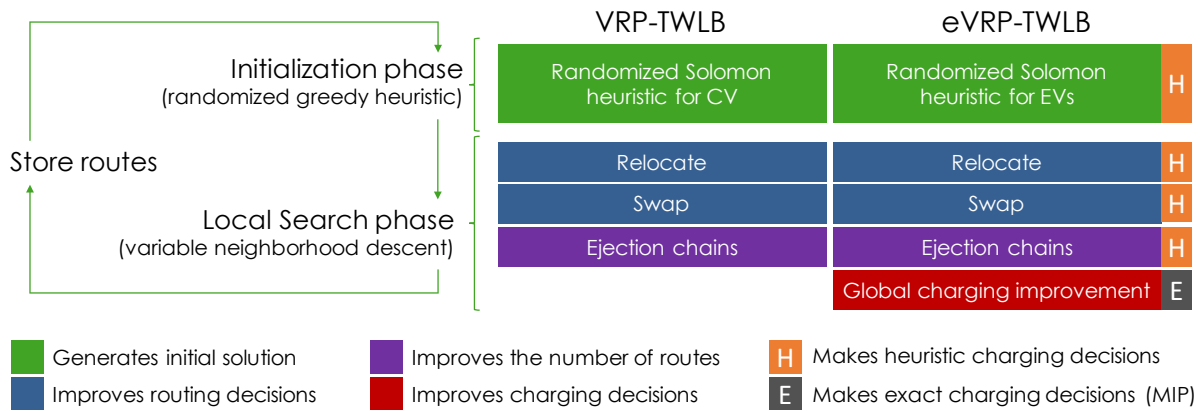 VRP-TWLB
eVRP-TWLB
Initialization phase
(randomized greedy heuristic)
Randomized Solomon
heuristic for CV
Randomized Solomon
heuristic for EVs
H
Store routes
Local Search phase
(variable neighborhood descent)
Relocate
Relocate
H
Swap
Swap
H
Ejection chains
Ejection chains
H
Global charging improvement
E
Generates initial solution
Improves the number of routes
H Makes heuristic charging decisions
Improves routing decisions
Improves charging decisions
E Makes exact charging decisions (MIP)